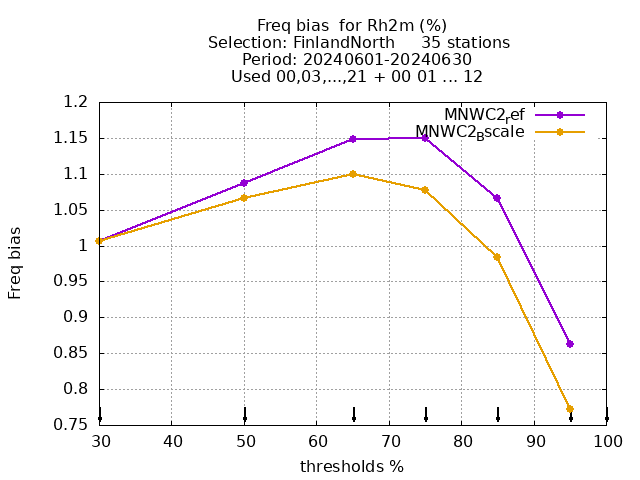 Freq bias  for Rh2m (%)
Selection: FinlandNorth     35 stations
Period: 20240601-20240630
Used 00,03,...,21 + 00 01 ... 12
MNWC2ref
MNWC2Bscale
1.2
1.15
1.1
1.05
1
0.95
0.9
0.85
0.8
0.75
Freq bias
30 40 50 60 70 80 90 100
thresholds %